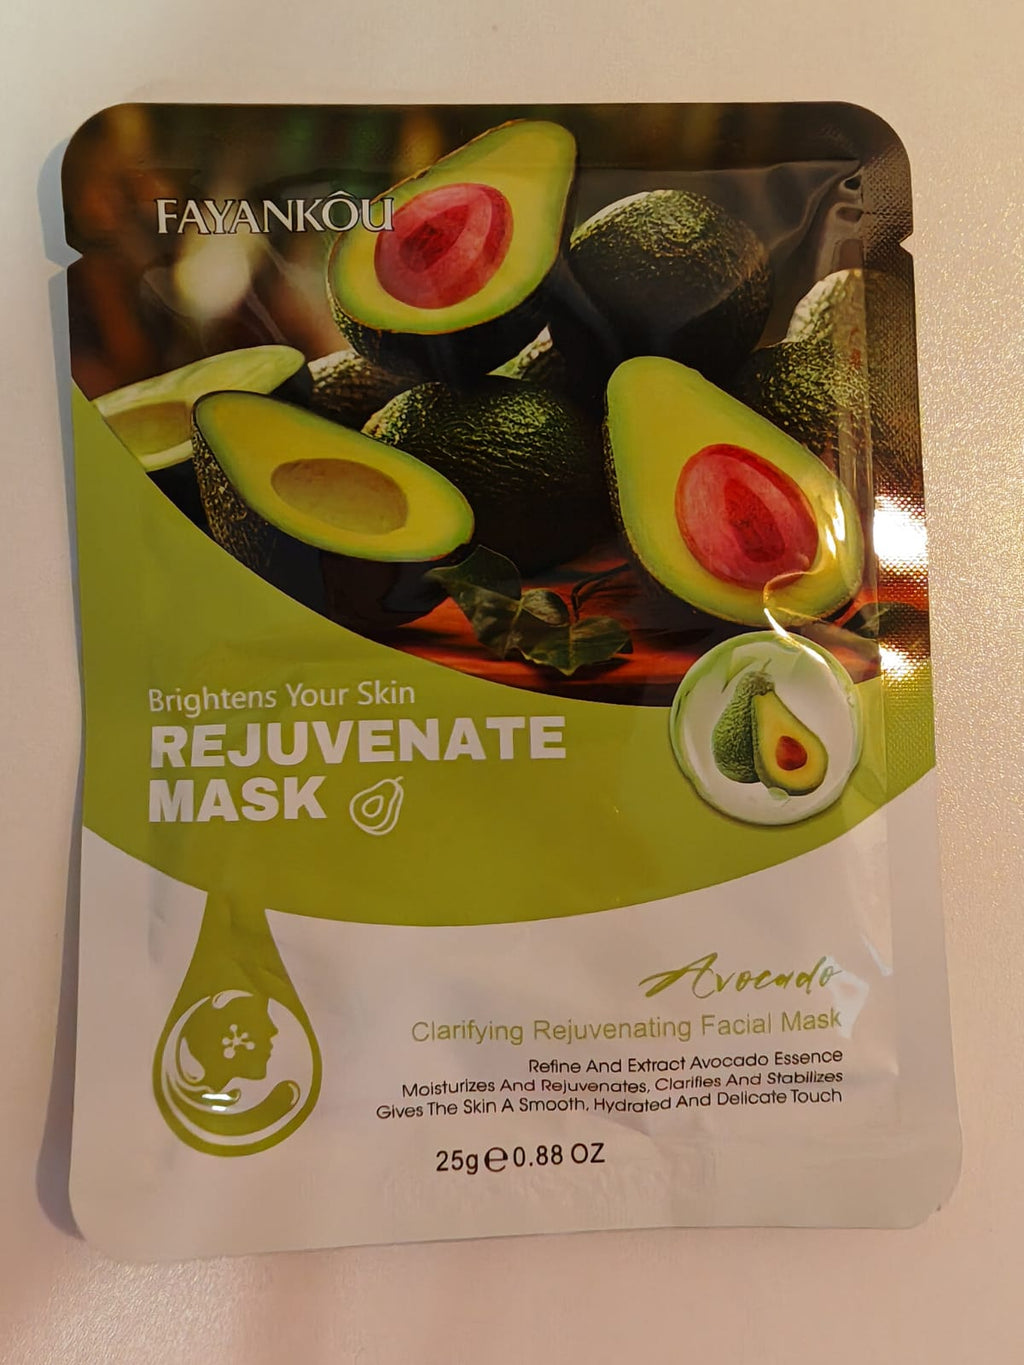 FAYANKÔU
Brightens Your Skin
REJUVENATE
MASK
Avocado
Clarifying Rejuvenating Facial Mask
Refine And Extract Avocado Essence
Moisturizes And Rejuvenates, Clarifies And Stabilizes
Gives The Skin A Smooth, Hydrated And Delicate Touch
25g℮0.88 OZ